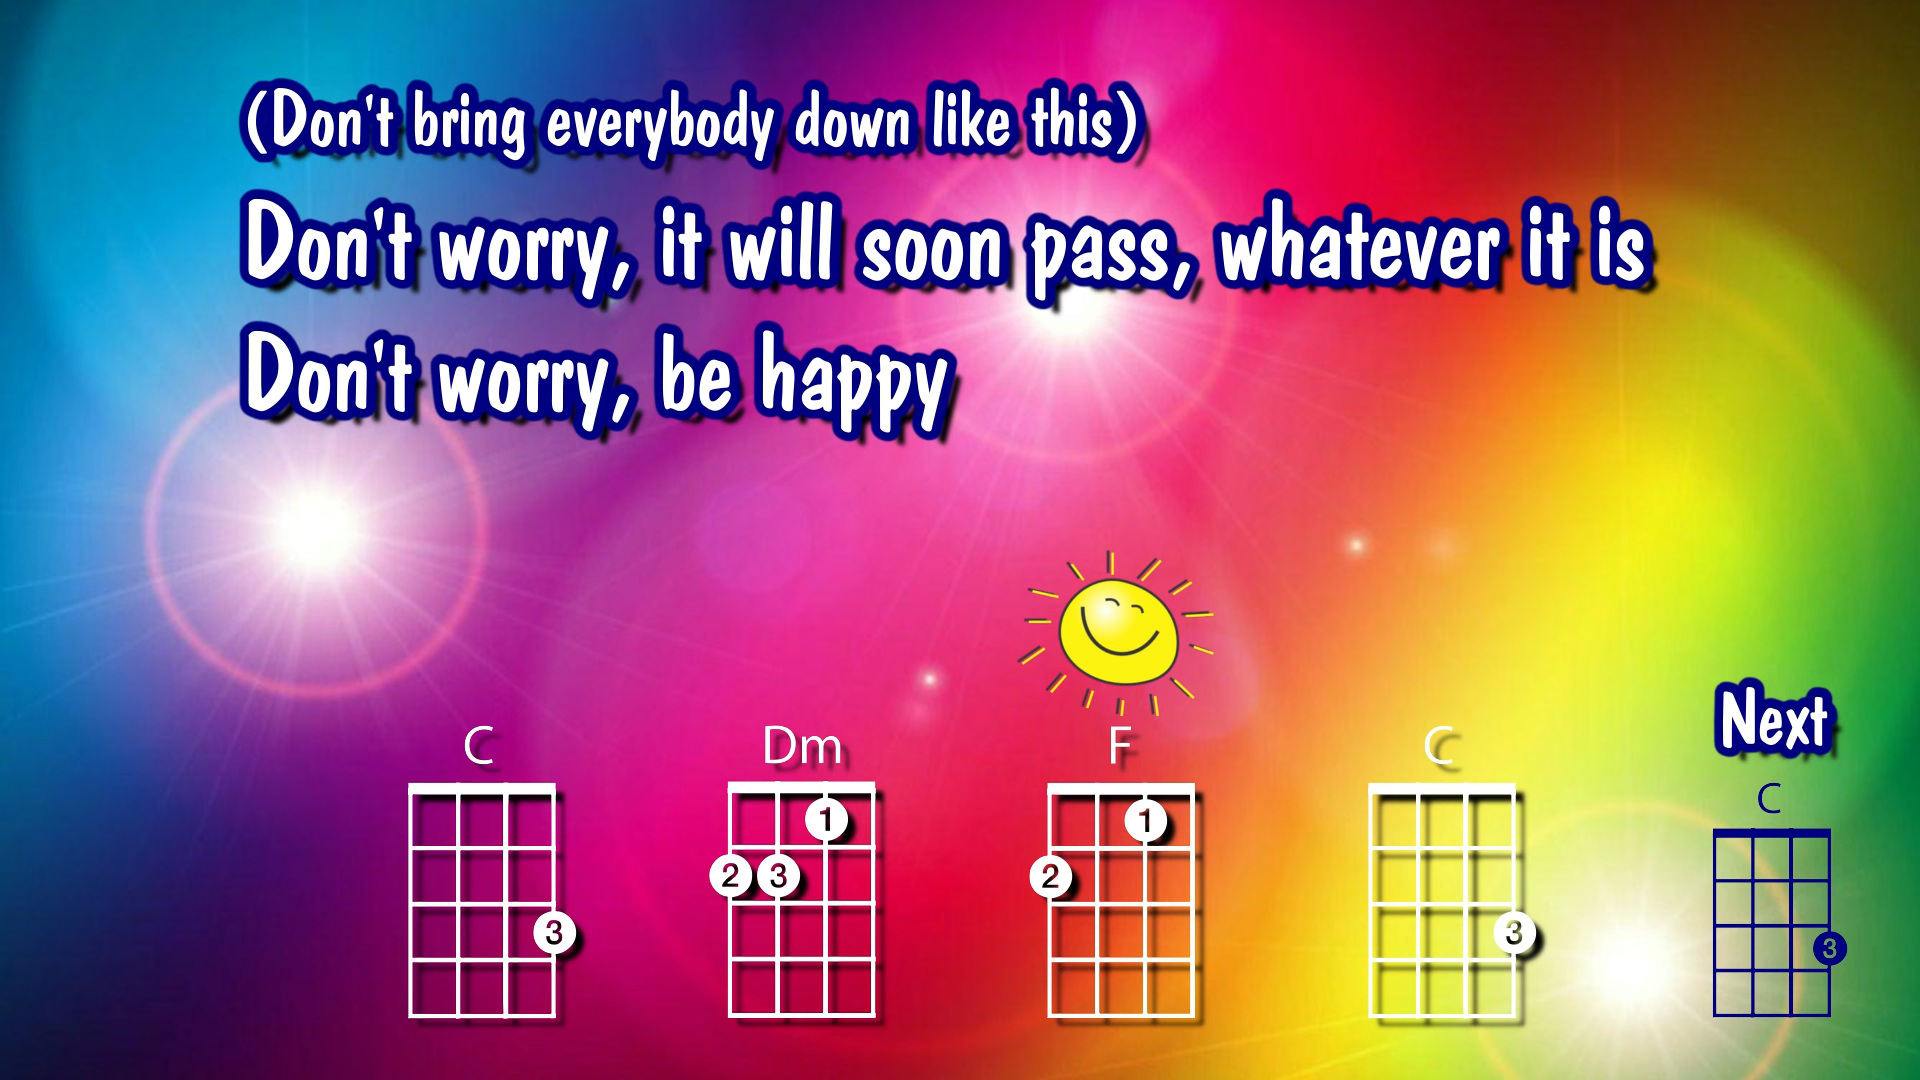 (Don't bring everybody down like this)
Don't worry, it will soon pass, whatever it is
Don't worry, be happy
Next
C Dm F C C
1 1
2 3 2
3 3 3